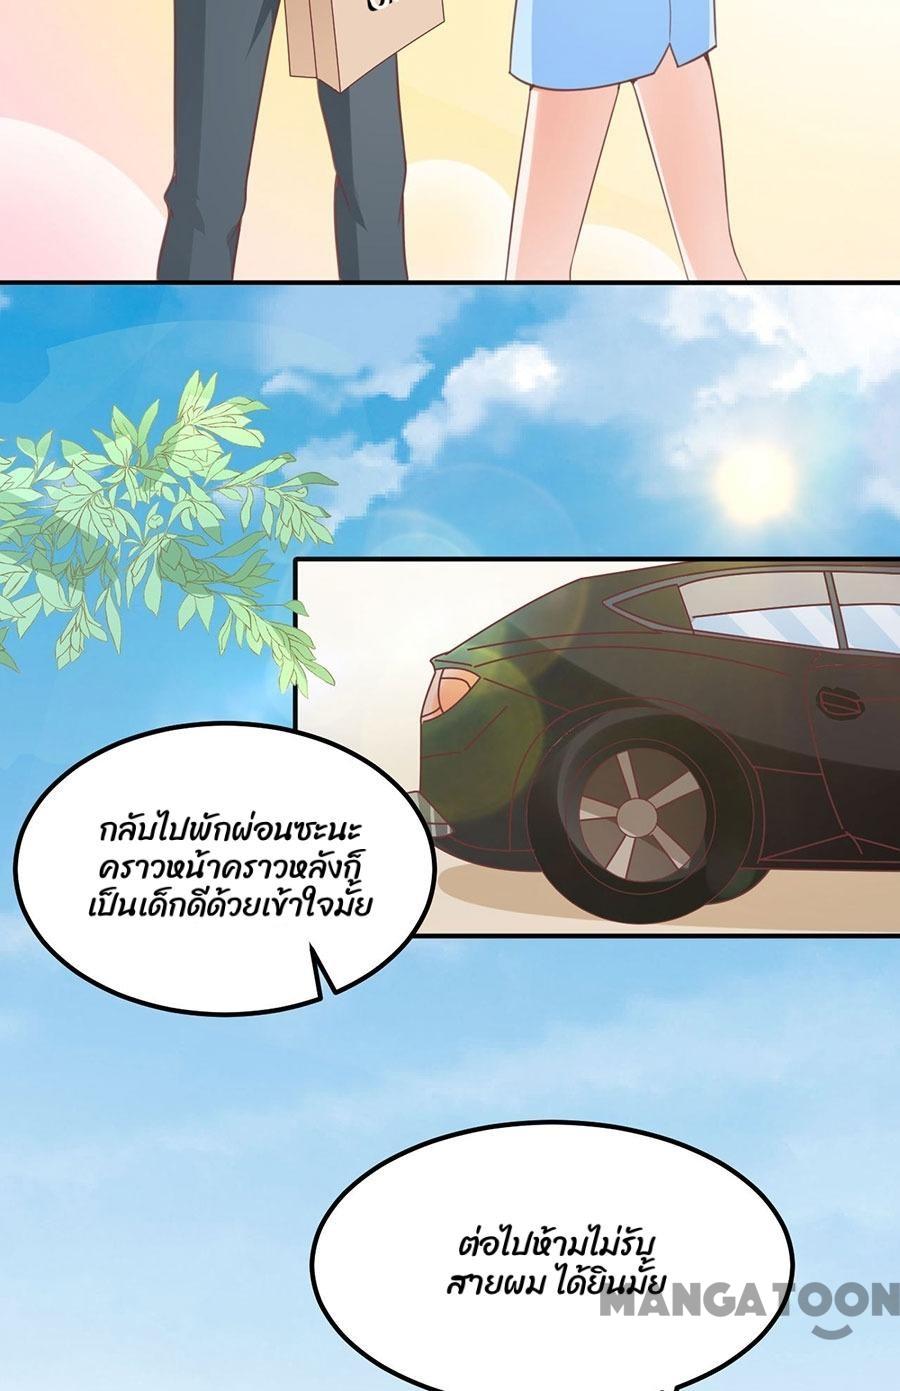 กลับไปพักผ่อนซะนะ
คราวหน้าคราวหลังก็
เป็นเด็กดีด้วยเข้าใจมั้ย
ต่อไปห้ามไม่รับ
สายผม ได้ยินมั้ย
MANGATOON